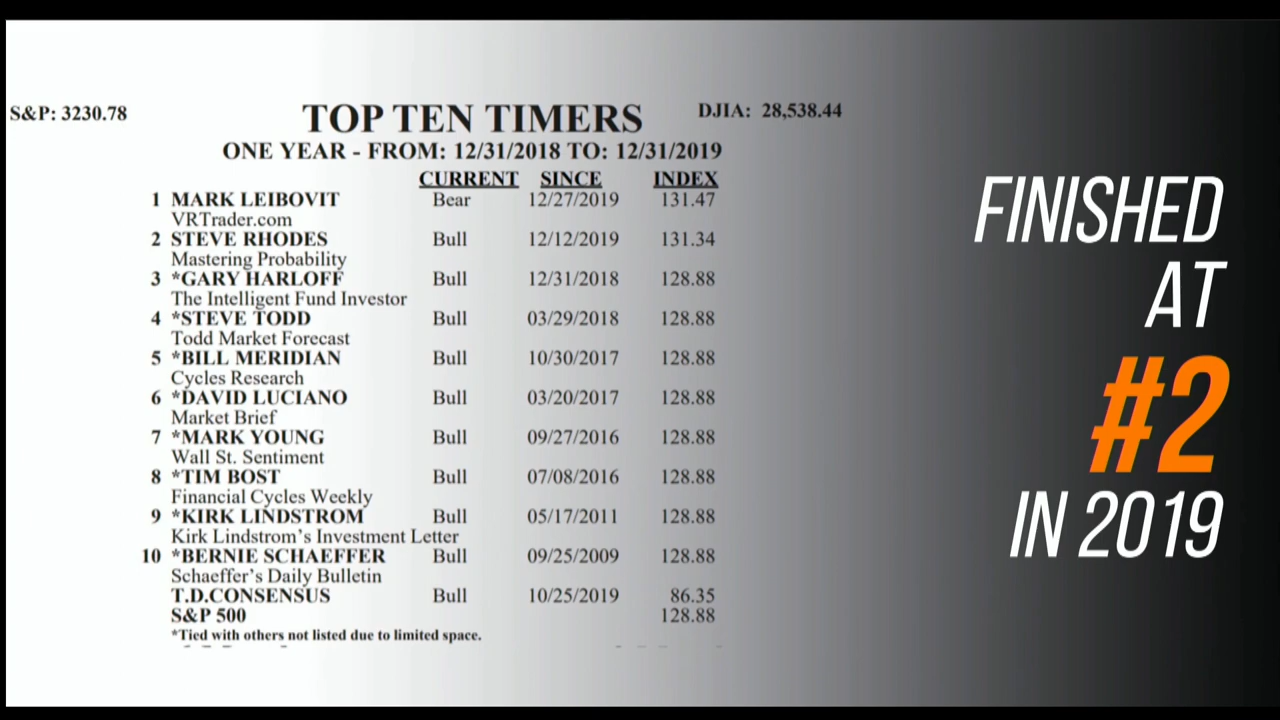 S&P: 3230.78
TOP TEN TIMERS
DJIA: 28,538.44
ONE YEAR - FROM: 12/31/2018 TO: 12/31/2019
CURRENT SINCE INDEX
1 MARK LEIBOVIT Bear 12/27/2019 131.47
VRTrader.com
2 STEVE RHODES Bull 12/12/2019 131.34
Mastering Probability
3 *GARY HARLOFF Bull 12/31/2018 128.88
The Intelligent Fund Investor
4 *STEVE TODD Bull 03/29/2018 128.88
Todd Market Forecast
5 *BILL MERIDIAN Bull 10/30/2017 128.88
Cycles Research
6 *DAVID LUCIANO Bull 03/20/2017 128.88
Market Brief
7 *MARK YOUNG Bull 09/27/2016 128.88
Wall St. Sentiment
8 *TIM BOST Bull 07/08/2016 128.88
Financial Cycles Weekly
9 *KIRK LINDSTROM Bull 05/17/2011 128.88
Kirk Lindstrom's Investment Letter
10 *BERNIE SCHAEFFER Bull 09/25/2009 128.88
Schaeffer's Daily Bulletin
T.D.CONSENSUS Bull 10/25/2019 86.35
S&P 500 128.88
*Tied with others not listed due to limited space.
FINISHED
AT
#2
IN 2019